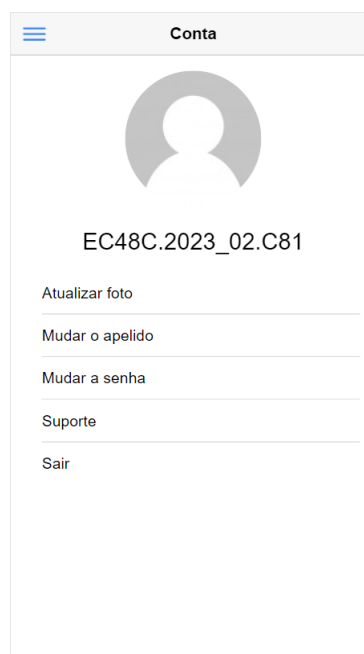 Conta
EC48C.2023_02.C81
Atualizar foto
Mudar o apelido
Mudar a senha
Suporte
Sair